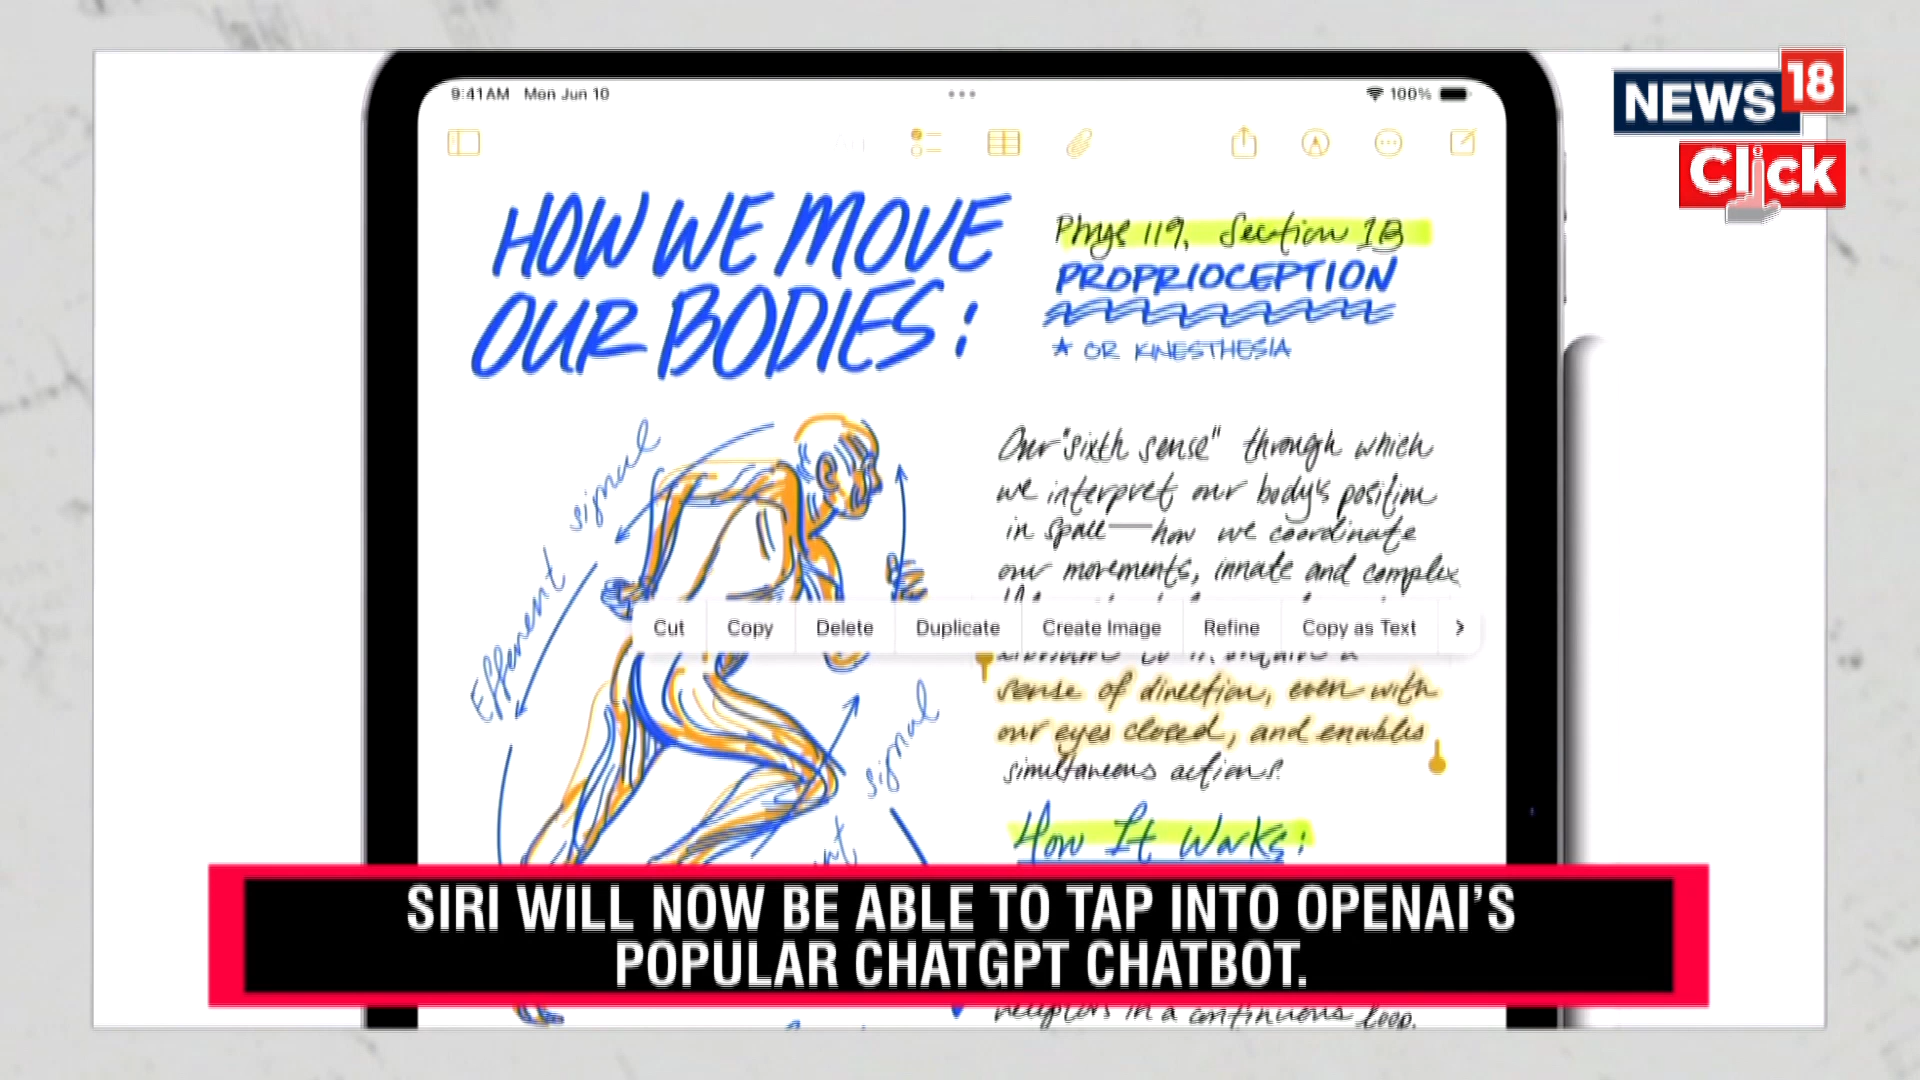 9:41 AM Mon Jun 10
100%
NEWS 18
Click
HOW WE MOVE
OUR BODIES:
Phys 119, Section 1B
PROPRIOCEPTION
* OR KINESTHESIA
Efferent signal
signal
Our "sixth sense" through which
we interpret our body's position
in space—how we coordinate
our movements, innate and complex
Cut Copy Delete Duplicate Create Image Refine Copy as Text >
sense of direction, even with
our eyes closed, and enables
simultaneous actions.
How It Works:
SIRI WILL NOW BE ABLE TO TAP INTO OPENAI'S
POPULAR CHATGPT CHATBOT.
receptors in a continuous loop.